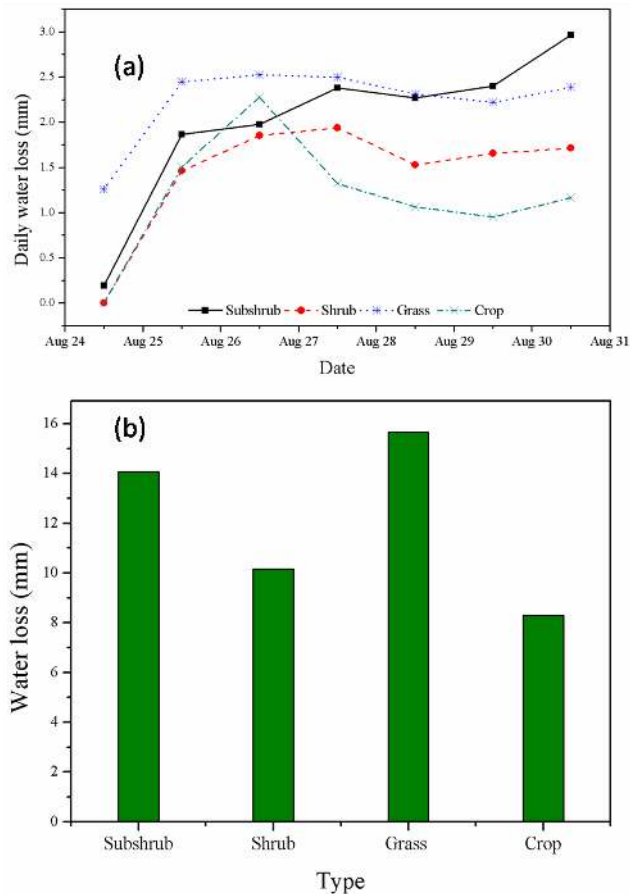 (a)
3.0
2.5
2.0
1.5
1.0
0.5
0.0
Daily water loss (mm)
Subshrub Shrub Grass Crop
Aug 24 Aug 25 Aug 26 Aug 27 Aug 28 Aug 29 Aug 30 Aug 31
Date
(b)
16
14
12
10
8
6
4
2
0
Water loss (mm)
Subshrub Shrub Grass Crop
Type